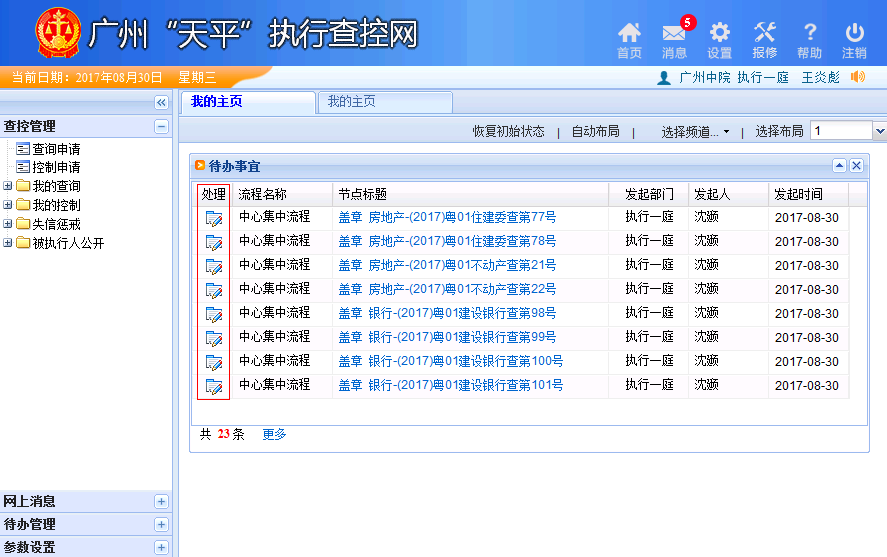 广州“天平”执行查控网
5
首页 消息 设置 报修 帮助 注销
当前日期：2017年08月30日 星期三
广州中院 执行一庭 王炎彪
我的主页 我的主页
恢复初始状态 | 自动布局 | 选择频道... | 选择布局 1
查控管理
查询申请
控制申请
我的查询
我的控制
失信惩戒
被执行人公开
网上消息
待办管理
参数设置
待办事宜
处理 流程名称 节点标题 发起部门 发起人 发起时间
中心集中流程 盖章 房地产-(2017)粤01住建委查第77号 执行一庭 沈颍 2017-08-30
中心集中流程 盖章 房地产-(2017)粤01住建委查第78号 执行一庭 沈颍 2017-08-30
中心集中流程 盖章 房地产-(2017)粤01不动产查第21号 执行一庭 沈颍 2017-08-30
中心集中流程 盖章 房地产-(2017)粤01不动产查第22号 执行一庭 沈颍 2017-08-30
中心集中流程 盖章 银行-(2017)粤01建设银行查第98号 执行一庭 沈颍 2017-08-30
中心集中流程 盖章 银行-(2017)粤01建设银行查第99号 执行一庭 沈颍 2017-08-30
中心集中流程 盖章 银行-(2017)粤01建设银行查第100号 执行一庭 沈颍 2017-08-30
中心集中流程 盖章 银行-(2017)粤01建设银行查第101号 执行一庭 沈颍 2017-08-30
共 23 条 更多